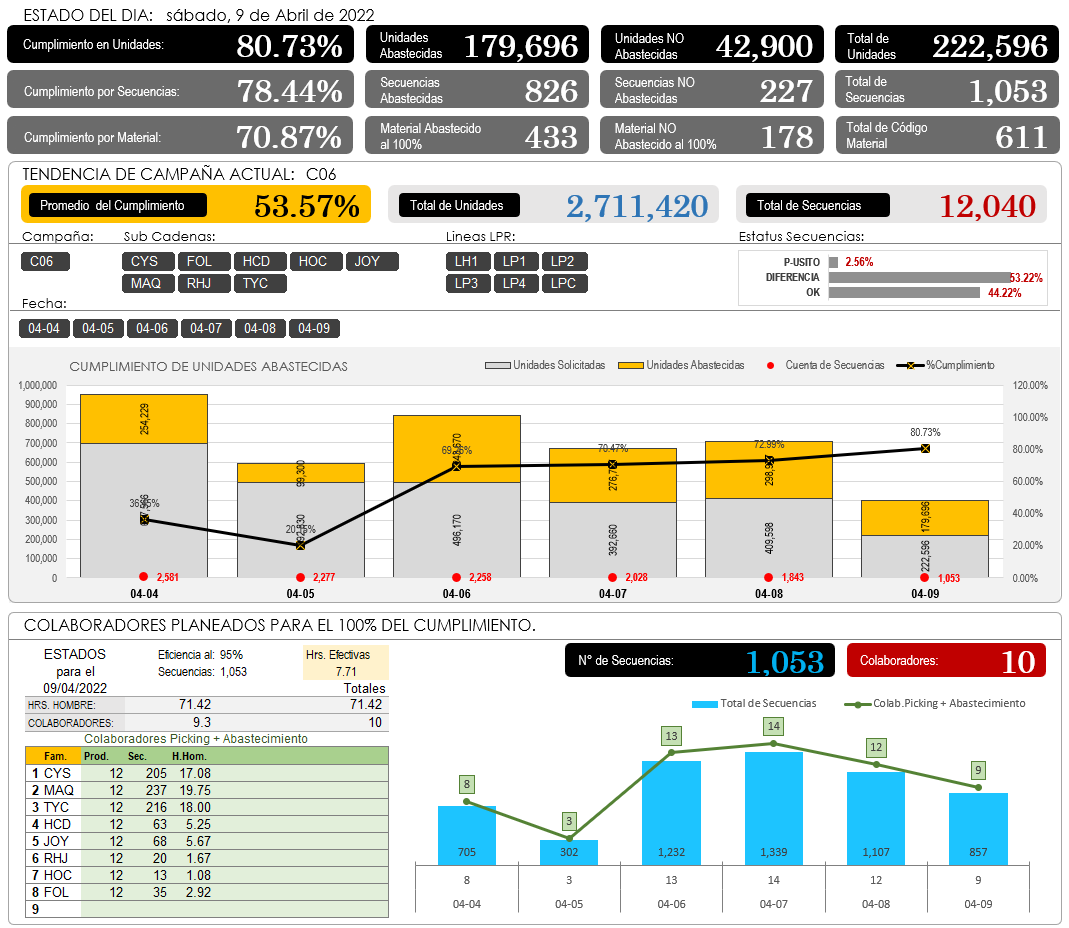 ESTADO DEL DIA: sábado, 9 de Abril de 2022
Cumplimiento en Unidades: 80.73%
Unidades Abastecidas 179,696
Unidades NO Abastecidas 42,900
Total de Unidades 222,596
Cumplimiento por Secuencias: 78.44%
Secuencias Abastecidas 826
Secuencias NO Abastecidas 227
Total de Secuencias 1,053
Cumplimiento por Material: 70.87%
Material Abastecido al 100% 433
Material NO Abastecido al 100% 178
Total de Código Material 611
TENDENCIA DE CAMPAÑA ACTUAL: C06
Promedio del Cumplimiento 53.57%
Total de Unidades 2,711,420
Total de Secuencias 12,040
Campaña:
C06
Sub Cadenas:
CYS FOL HCD HOC JOY
MAQ RHJ TYC
Lineas LPR:
LH1 LP1 LP2
LP3 LP4 LPC
Estatus Secuencias:
P-USITO 2.56%
DIFERENCIA 53.22%
OK 44.22%
Fecha:
04-04 04-05 04-06 04-07 04-08 04-09
CUMPLIMIENTO DE UNIDADES ABASTECIDAS
Unidades Solicitadas Unidades Abastecidas Cuenta de Secuencias %Cumplimiento
1,000,000
900,000
800,000
700,000
600,000
500,000
400,000
300,000
200,000
100,000
0
120.00%
100.00%
80.00%
60.00%
40.00%
20.00%
0.00%
254,229
99,300
179,696
70.47%
72.99%
80.73%
496,170
392,660
409,598
222,596
2,581 2,277 2,258 2,028 1,843 1,053
04-04 04-05 04-06 04-07 04-08 04-09
COLABORADORES PLANEADOS PARA EL 100% DEL CUMPLIMIENTO.
ESTADOS
para el
09/04/2022
Eficiencia al: 95%
Secuencias: 1,053
Hrs. Efectivas
7.71
Totales
HRS. HOMBRE: 71.42 71.42
COLABORADORES: 9.3 10
Colaboradores Picking + Abastecimiento
Fam. Prod. Sec. H.Hom.
1 CYS 12 205 17.08
2 MAQ 12 237 19.75
3 TYC 12 216 18.00
4 HCD 12 63 5.25
5 JOY 12 68 5.67
6 RHJ 12 20 1.67
7 HOC 12 13 1.08
8 FOL 12 35 2.92
9
N° de Secuencias: 1,053
Colaboradores: 10
Total de Secuencias Colab.Picking + Abastecimiento
8 3 13 14 12 9
705 302 1,232 1,339 1,107 857
8 3 13 14 12 9
04-04 04-05 04-06 04-07 04-08 04-09